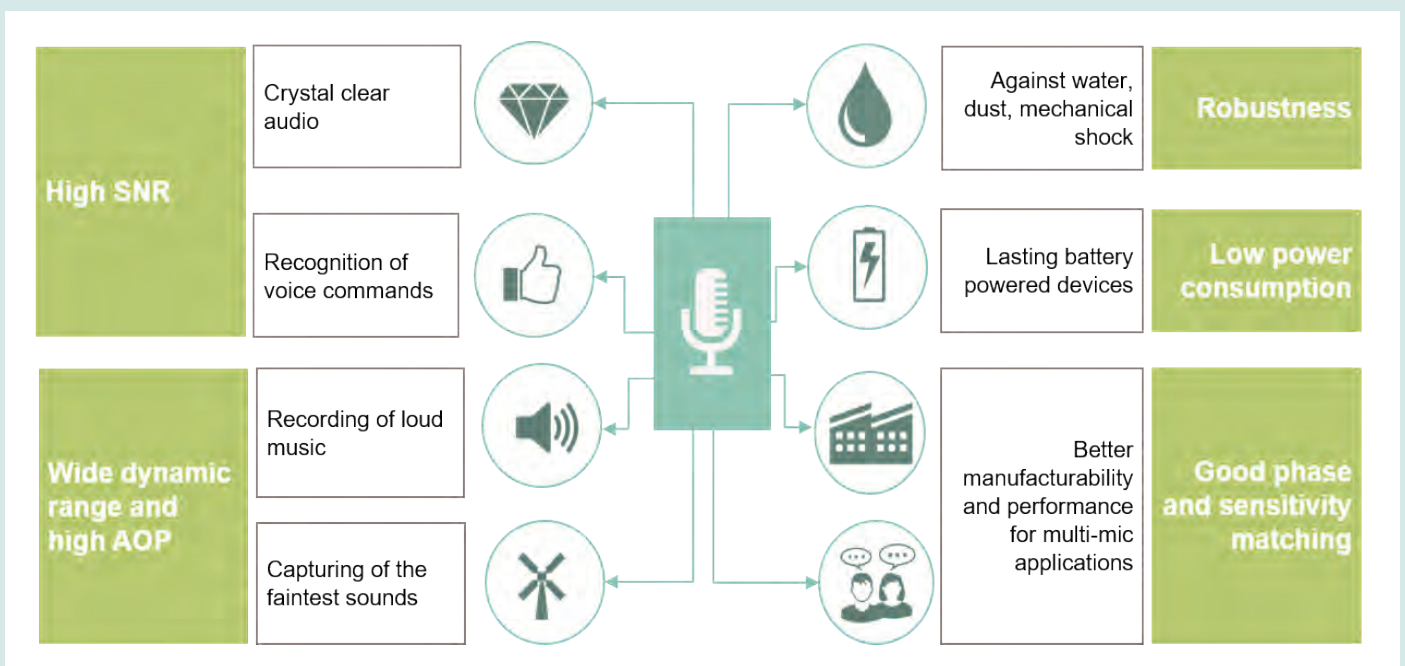 High SNR
Crystal clear
audio
Recognition of
voice commands
Wide dynamic
range and
high AOP
Recording of loud
music
Capturing of the
faintest sounds
Against water,
dust, mechanical
shock
Robustness
Lasting battery
powered devices
Low power
consumption
Better
manufacturability
and performance
for multi-mic
applications
Good phase
and sensitivity
matching